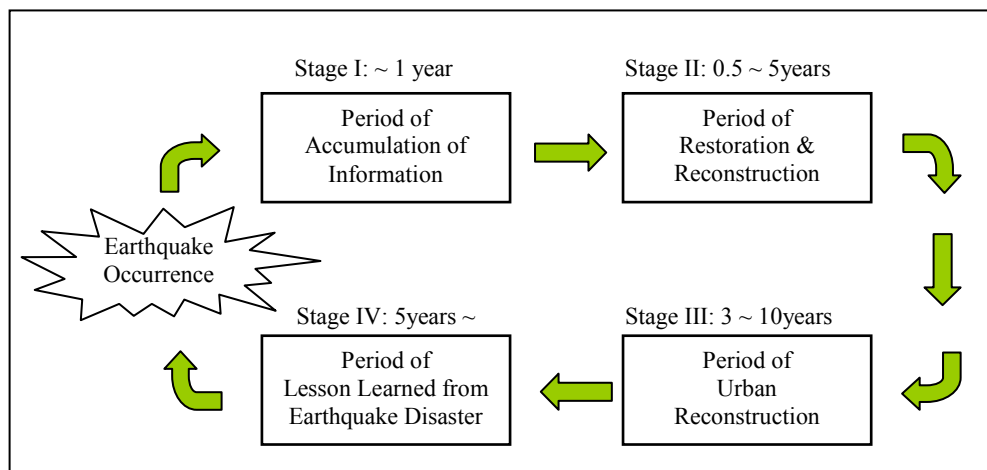 Stage I: ~ 1 year
Period of
Accumulation of
Information
Stage II: 0.5 ~ 5years
Period of
Restoration &
Reconstruction
Earthquake
Occurrence
Stage IV: 5years ~
Period of
Lesson Learned from
Earthquake Disaster
Stage III: 3 ~ 10years
Period of
Urban
Reconstruction